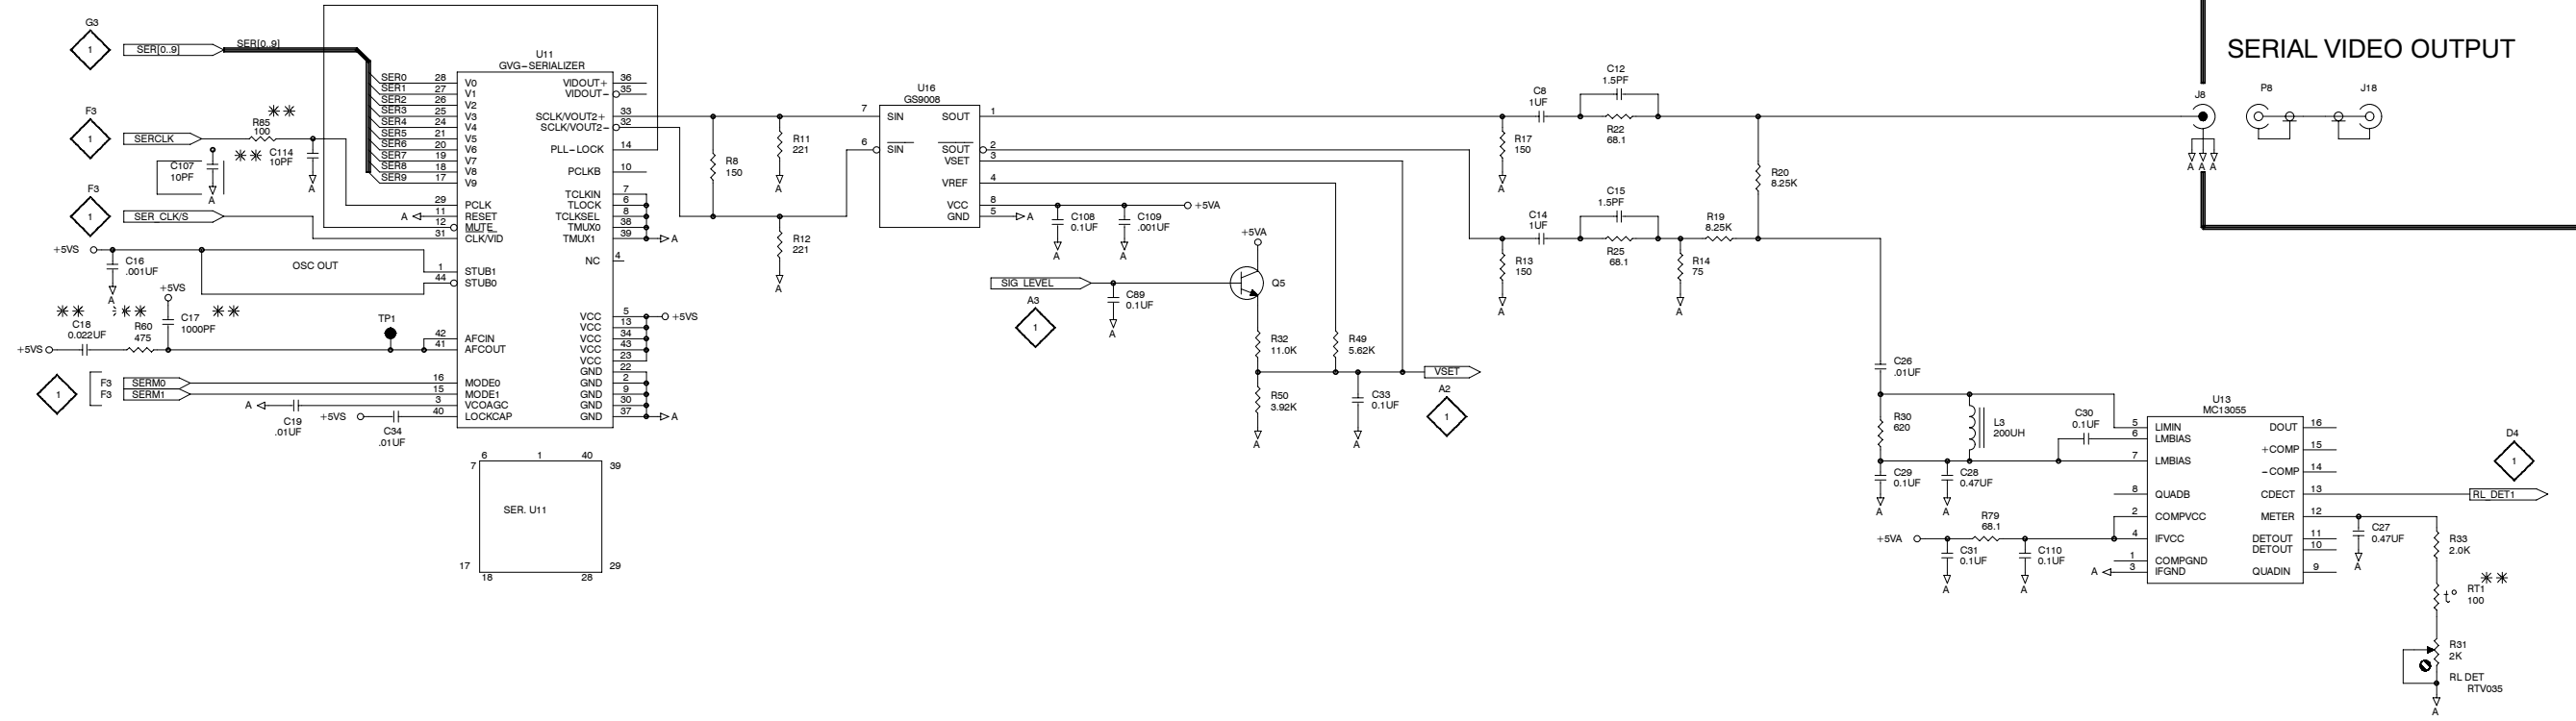 SERIAL VIDEO OUTPUT
G3
1
SER[0..9]
SER[0..9]
F3
1
SERCLK
R85
100
C107
10PF
C114
10PF
A
A
F3
1
SER_CLK/S
+5VS
C16
.001UF
A
OSC OUT
+5VS
C17
1000PF
C18
0.022UF
R60
475
+5VS
TP1
1
F3 SERM0
F3 SERM1
A
C19
.01UF
+5VS
C34
.01UF
U11
GVG-SERIALIZER
SER0 28 V0
SER1 27 V1
SER2 26 V2
SER3 25 V3
SER4 24 V4
SER5 21 V5
SER6 20 V6
SER7 19 V7
SER8 18 V8
SER9 17 V9
29 PCLK
A 11 RESET
12 MUTE
31 CLK/VID
1 STUB1
44 STUB0
42 AFCIN
41 AFCOUT
16 MODE0
15 MODE1
3 VCOAGC
40 LOCKCAP
VIDOUT+ 36
VIDOUT- 35
SCLK/VOUT2+ 33
SCLK/VOUT2- 32
PLL-LOCK 14
PCLKB 10
TCLKIN 7
TLOCK 6
TCLKSEL 8
TMUX0 38
TMUX1 39 A
NC 4
VCC 5 +5VS
VCC 13
VCC 34
VCC 43
VCC 23
GND 22
GND 2
GND 9
GND 30
GND 37 A
7 6 1 40 39
SER. U11
17 18 28 29
R8
150
R11
221
A
R12
221
A
U16
GS9008
7 SIN
6 SIN
SOUT 1
SOUT 2
VSET 3
VREF 4
VCC 8
GND 5 A
C108
0.1UF
A
C109
.001UF
A
+5VA
+5VA
SIG_LEVEL
A3
1
C89
0.1UF
A
Q5
R32
11.0K
R49
5.62K
R50
3.92K
A
C33
0.1UF
A
VSET
A2
1
C8
1UF
C12
1.5PF
R22
68.1
R17
150
A
C14
1UF
C15
1.5PF
R25
68.1
R13
150
A
R19
8.25K
R14
75
A
R20
8.25K
J8
A A A
P8
J18
C26
.01UF
R30
620
L3
200UH
C30
0.1UF
C29
0.1UF
A
C28
0.47UF
A
+5VA
R79
68.1
C31
0.1UF
A
C110
0.1UF
A
A
U13
MC13055
5 LIMIN
6 LMBIAS
7 LMBIAS
8 QUADB
2 COMPVCC
4 IFVCC
1 COMPGND
3 IFGND
DOUT 16
+COMP 15
-COMP 14
CDECT 13
METER 12
DETOUT 11
DETOUT 10
QUADIN 9
D4
1
RL_DET1
C27
0.47UF
A
R33
2.0K
t°
RT1
100
R31
2K
RL DET
RTV035
A